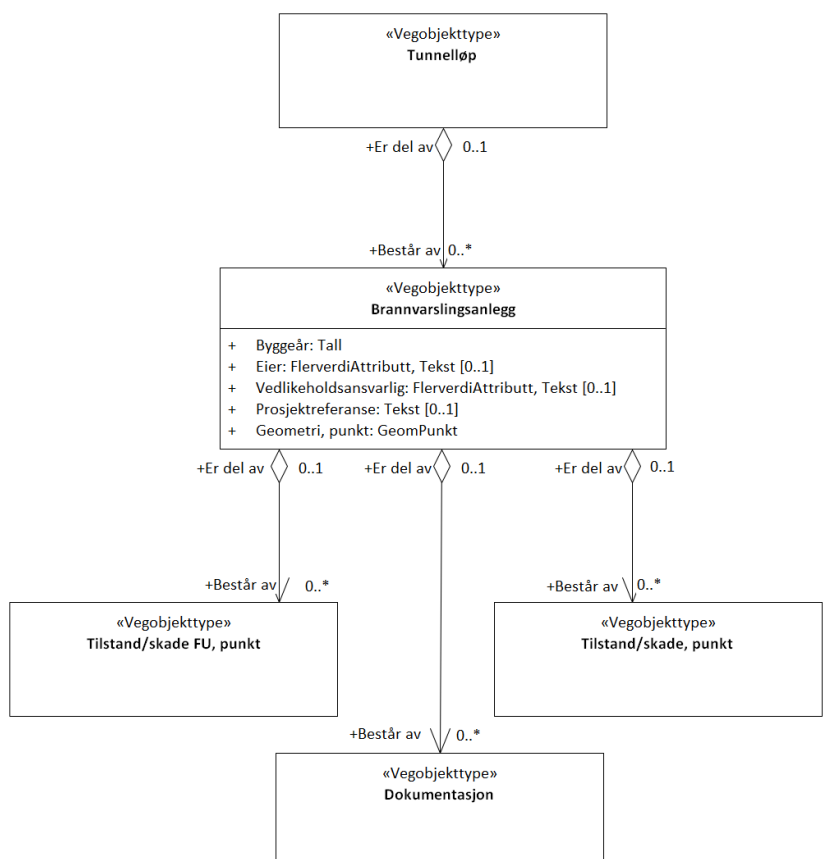 «Vegobjekttype»
Tunnelløp
+Er del av 0..1
+Består av 0..*
«Vegobjekttype»
Brannvarslingsanlegg
+ Byggeår: Tall
+ Eier: FlerverdiAttributt, Tekst [0..1]
+ Vedlikeholdsansvarlig: FlerverdiAttributt, Tekst [0..1]
+ Prosjektreferanse: Tekst [0..1]
+ Geometri, punkt: GeomPunkt
+Er del av 0..1 +Er del av 0..1 +Er del av 0..1
+Består av 0..* +Består av 0..*
«Vegobjekttype» «Vegobjekttype»
Tilstand/skade FU, punkt Tilstand/skade, punkt
+Består av 0..*
«Vegobjekttype»
Dokumentasjon